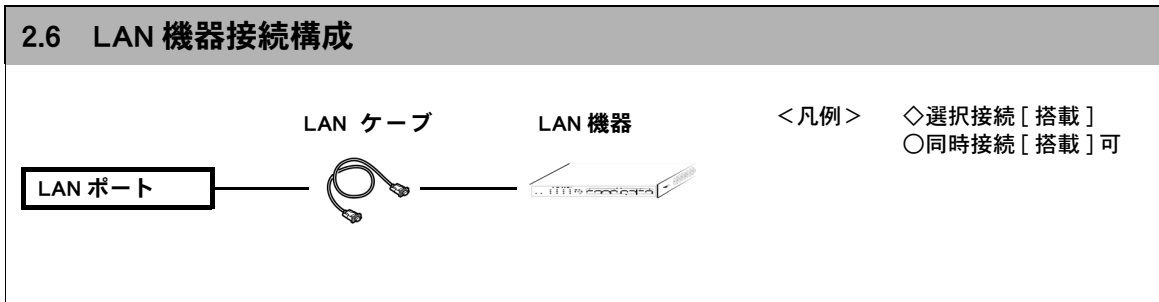 2.6 LAN 機器接続構成
LAN ケーブ
LAN 機器
＜凡例＞ ◇選択接続 [ 搭載 ]
○同時接続 [ 搭載 ] 可
LAN ポート